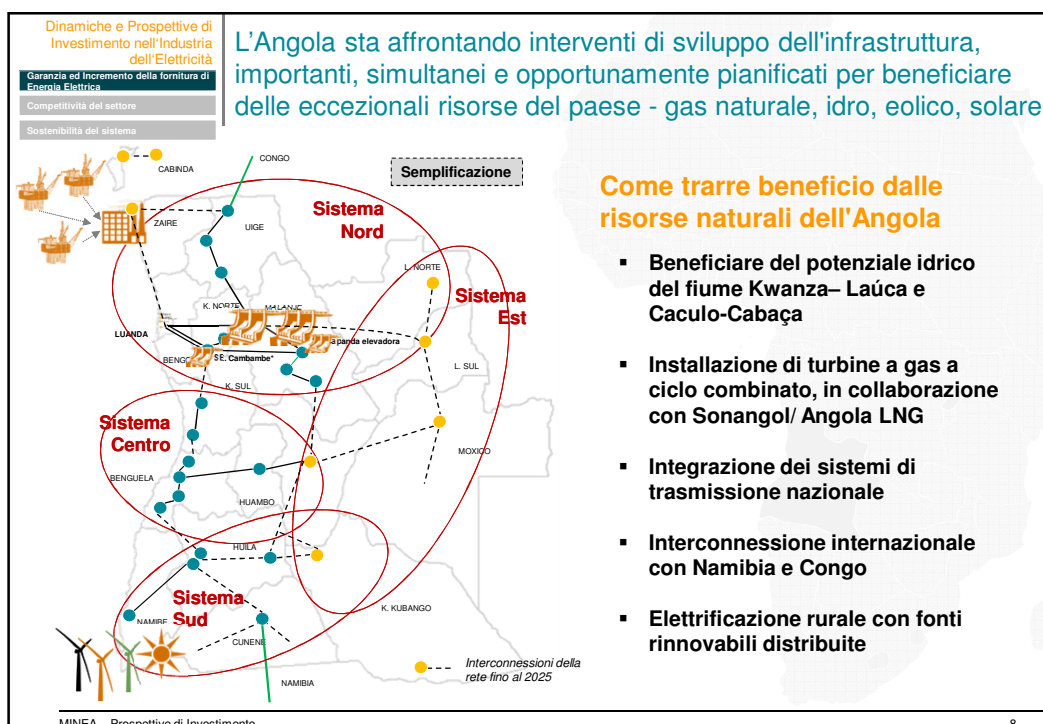 Dinamiche e Prospettive di
Investimento nell'Industria
dell'Elettricità
Garanzia ed Incremento della fornitura di
Energia Elettrica
Competitività del settore
Sostenibilità del sistema
L'Angola sta affrontando interventi di sviluppo dell'infrastruttura,
importanti, simultanei e opportunamente pianificati per beneficiare
delle eccezionali risorse del paese - gas naturale, idro, eolico, solare
Semplificazione
CONGO
CABINDA
ZAIRE
UIGE
Sistema
Nord
L. NORTE
Sistema
Est
K. NORTE
MALANJE
LUANDA
panda elevadora
BENGO
SE. Cambambe*
K. SUL
L. SUL
Sistema
Centro
MOXICO
BENGUELA
HUAMBO
HUILA
Sistema
Sud
NAMIBE
K. KUBANGO
CUNENE
NAMIBIA
Interconnessioni della
rete fino al 2025
Come trarre beneficio dalle
risorse naturali dell'Angola
▪ Beneficiare del potenziale idrico
del fiume Kwanza– Laúca e
Caculo-Cabaça
▪ Installazione di turbine a gas a
ciclo combinato, in collaborazione
con Sonangol/ Angola LNG
▪ Integrazione dei sistemi di
trasmissione nazionale
▪ Interconnessione internazionale
con Namibia e Congo
▪ Elettrificazione rurale con fonti
rinnovabili distribuite
MINEA – Prospettive di Investimento
8